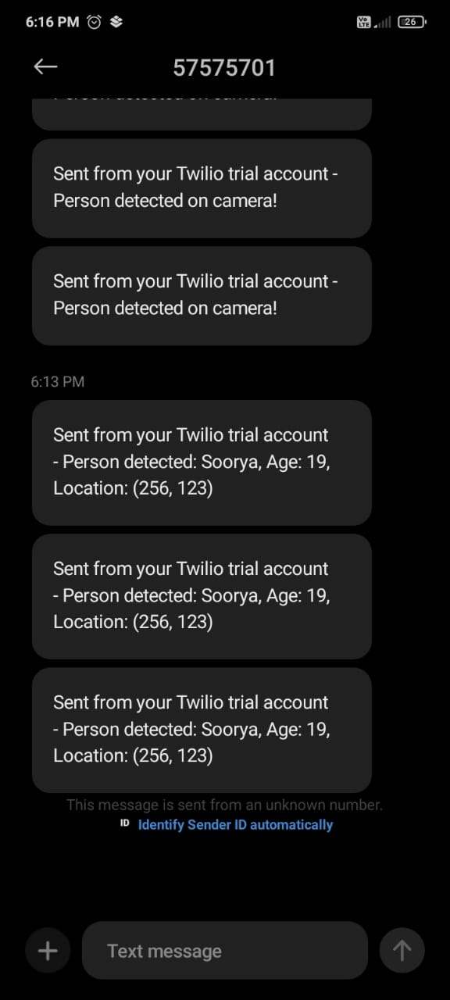 6:16 PM
Vo LTE
26
57575701
Person detected on camera!
Sent from your Twilio trial account -
Person detected on camera!
Sent from your Twilio trial account -
Person detected on camera!
6:13 PM
Sent from your Twilio trial account
- Person detected: Soorya, Age: 19,
Location: (256, 123)
Sent from your Twilio trial account
- Person detected: Soorya, Age: 19,
Location: (256, 123)
Sent from your Twilio trial account
- Person detected: Soorya, Age: 19,
Location: (256, 123)
This message is sent from an unknown number.
ID Identify Sender ID automatically
Text message